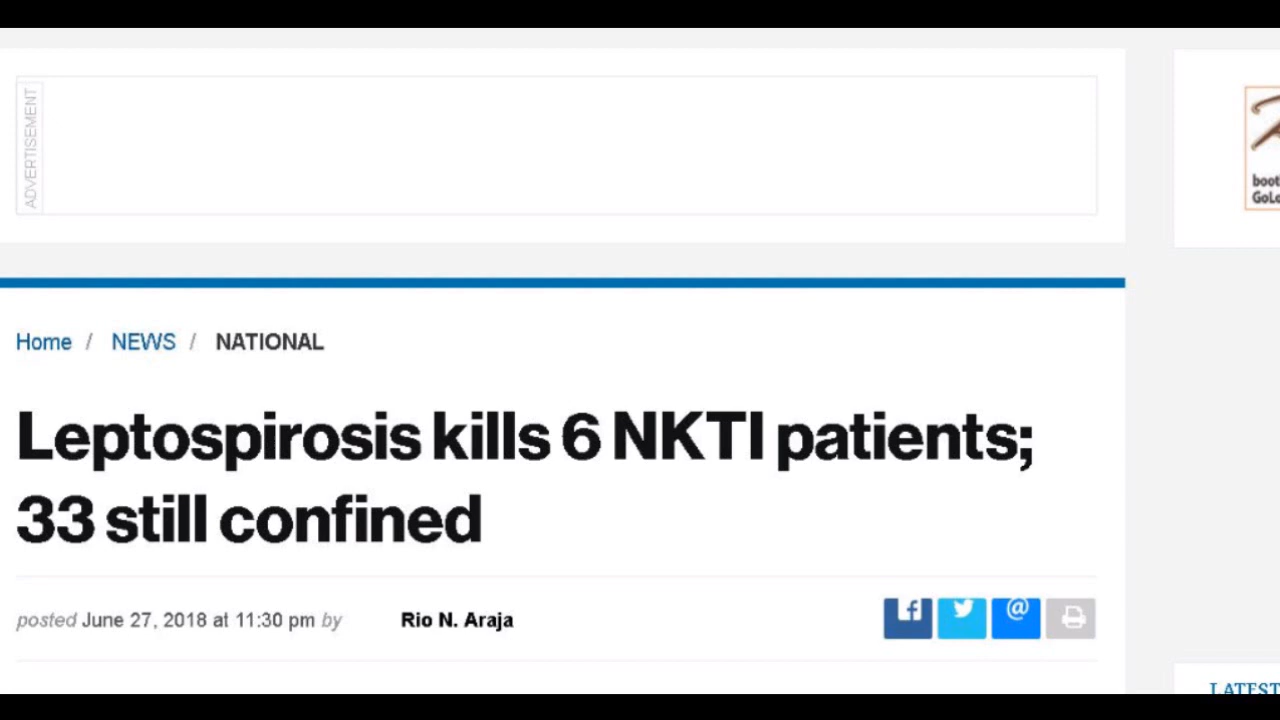 ADVERTISEMENT
Home / NEWS / NATIONAL
Leptospirosis kills 6 NKTI patients;
33 still confined
posted June 27, 2018 at 11:30 pm by Rio N. Araja
LATEST